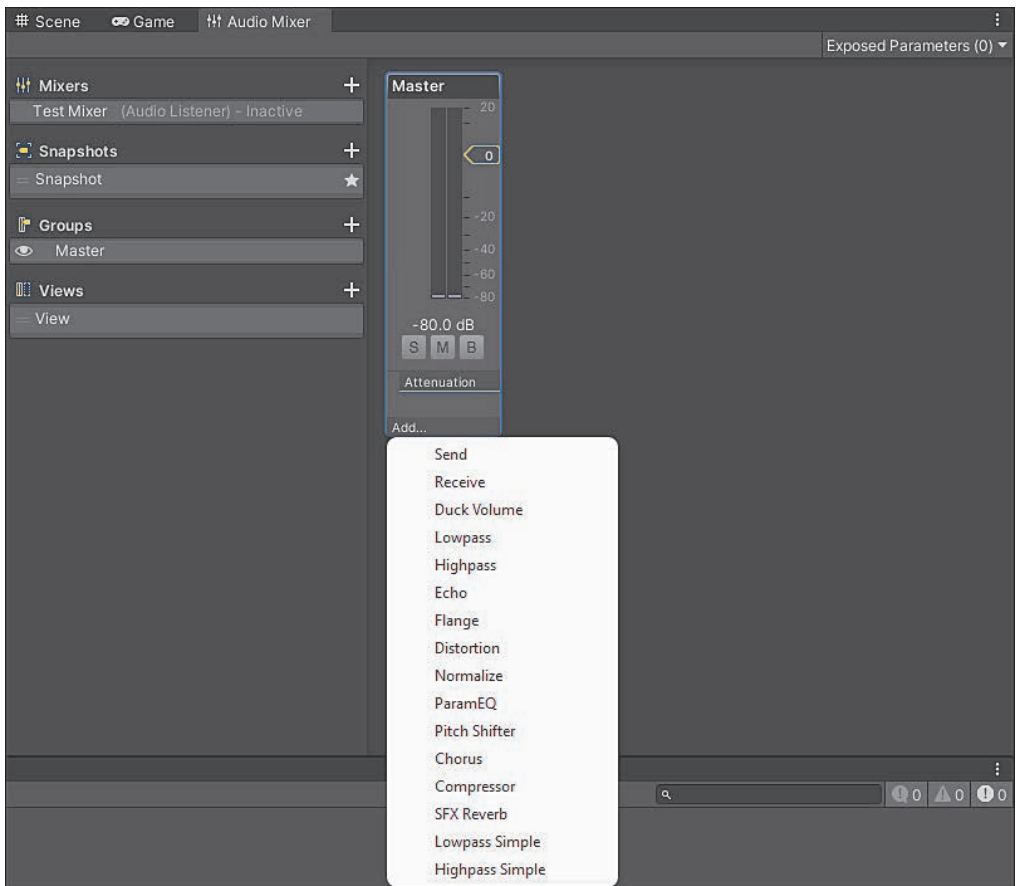 Scene Game Audio Mixer
Exposed Parameters (0)
Mixers
Test Mixer (Audio Listener) - Inactive
Snapshots
Snapshot
Groups
Master
Views
View
Master
20
0
-20
-40
-60
-80
-80.0 dB
S M B
Attenuation
Add...
Send
Receive
Duck Volume
Lowpass
Highpass
Echo
Flange
Distortion
Normalize
ParamEQ
Pitch Shifter
Chorus
Compressor
SFX Reverb
Lowpass Simple
Highpass Simple
0 0 0